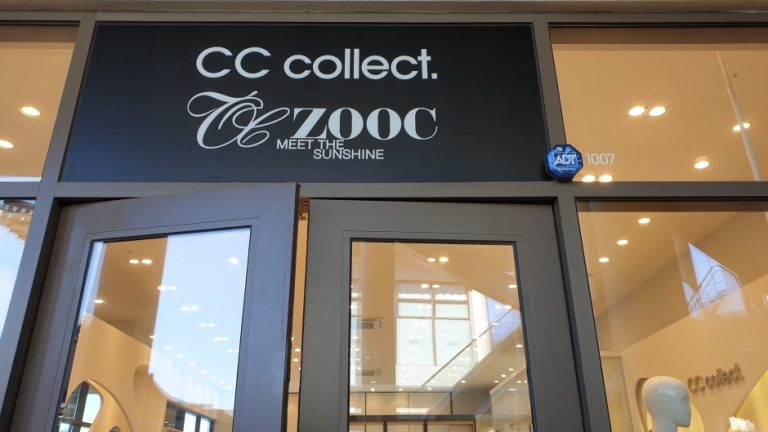 CC collect.
ZOOC
MEET THE
SUNSHINE
ADT
1007
CC collect.